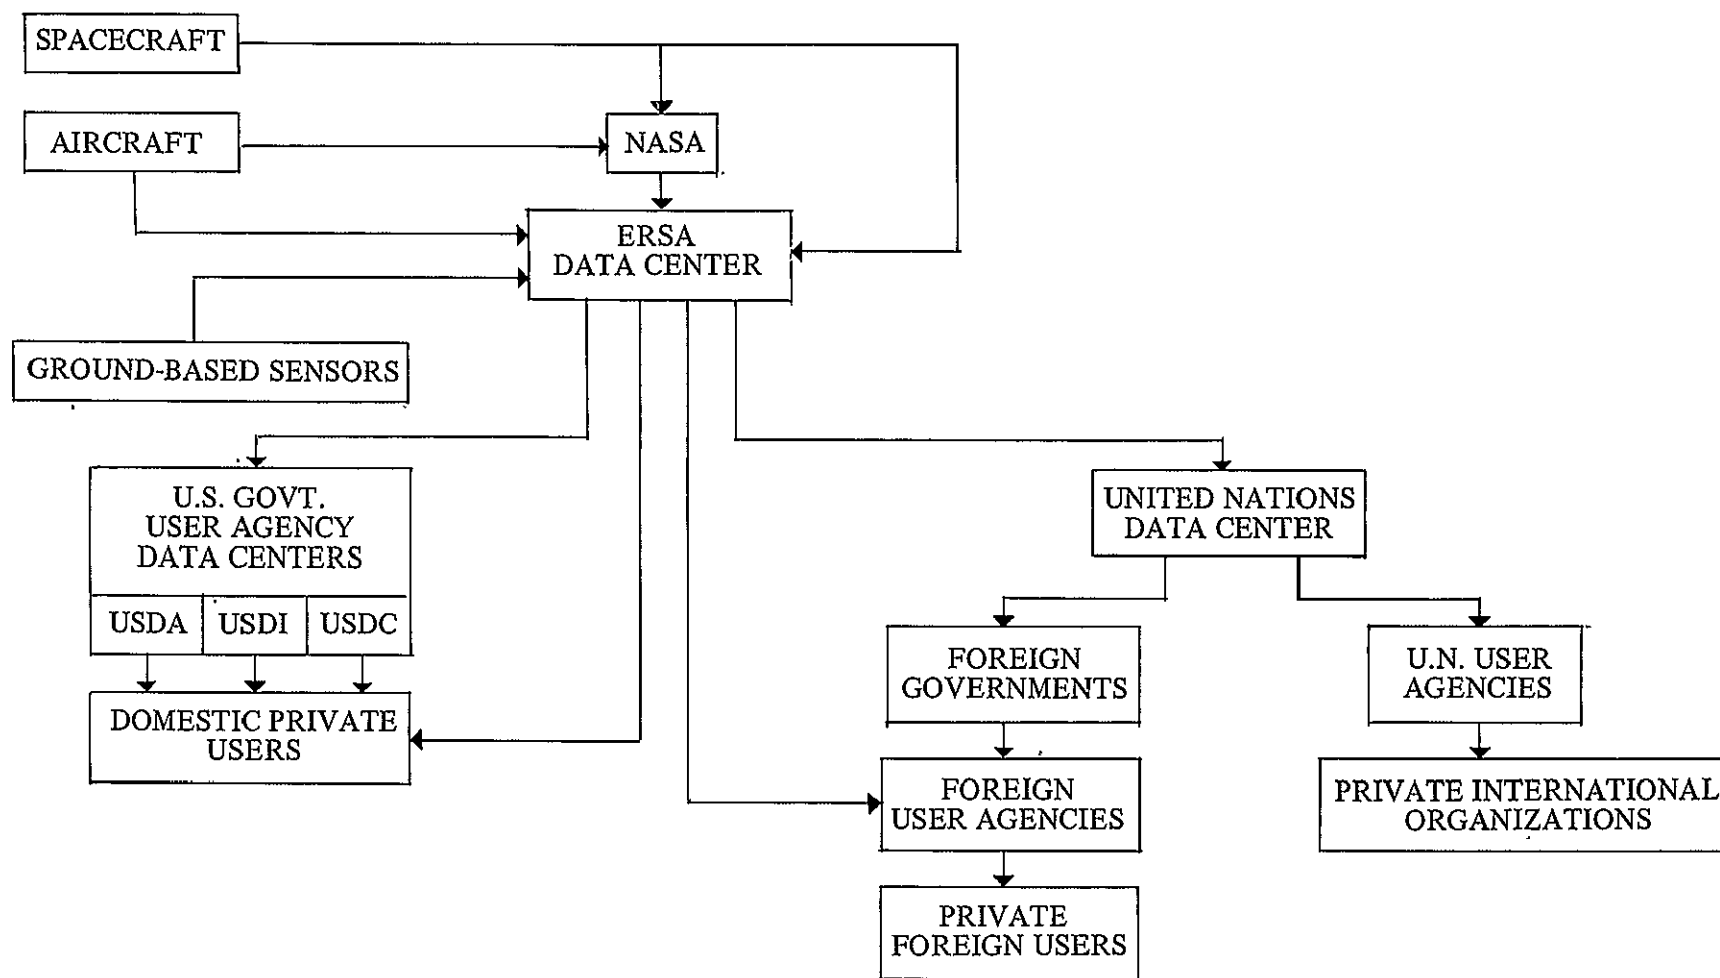 SPACECRAFT
AIRCRAFT
NASA
ERSA
DATA CENTER
GROUND-BASED SENSORS
U.S. GOVT.
USER AGENCY
DATA CENTERS
USDA
USDI
USDC
DOMESTIC PRIVATE
USERS
UNITED NATIONS
DATA CENTER
FOREIGN
GOVERNMENTS
U.N. USER
AGENCIES
FOREIGN
USER AGENCIES
PRIVATE INTERNATIONAL
ORGANIZATIONS
PRIVATE
FOREIGN USERS